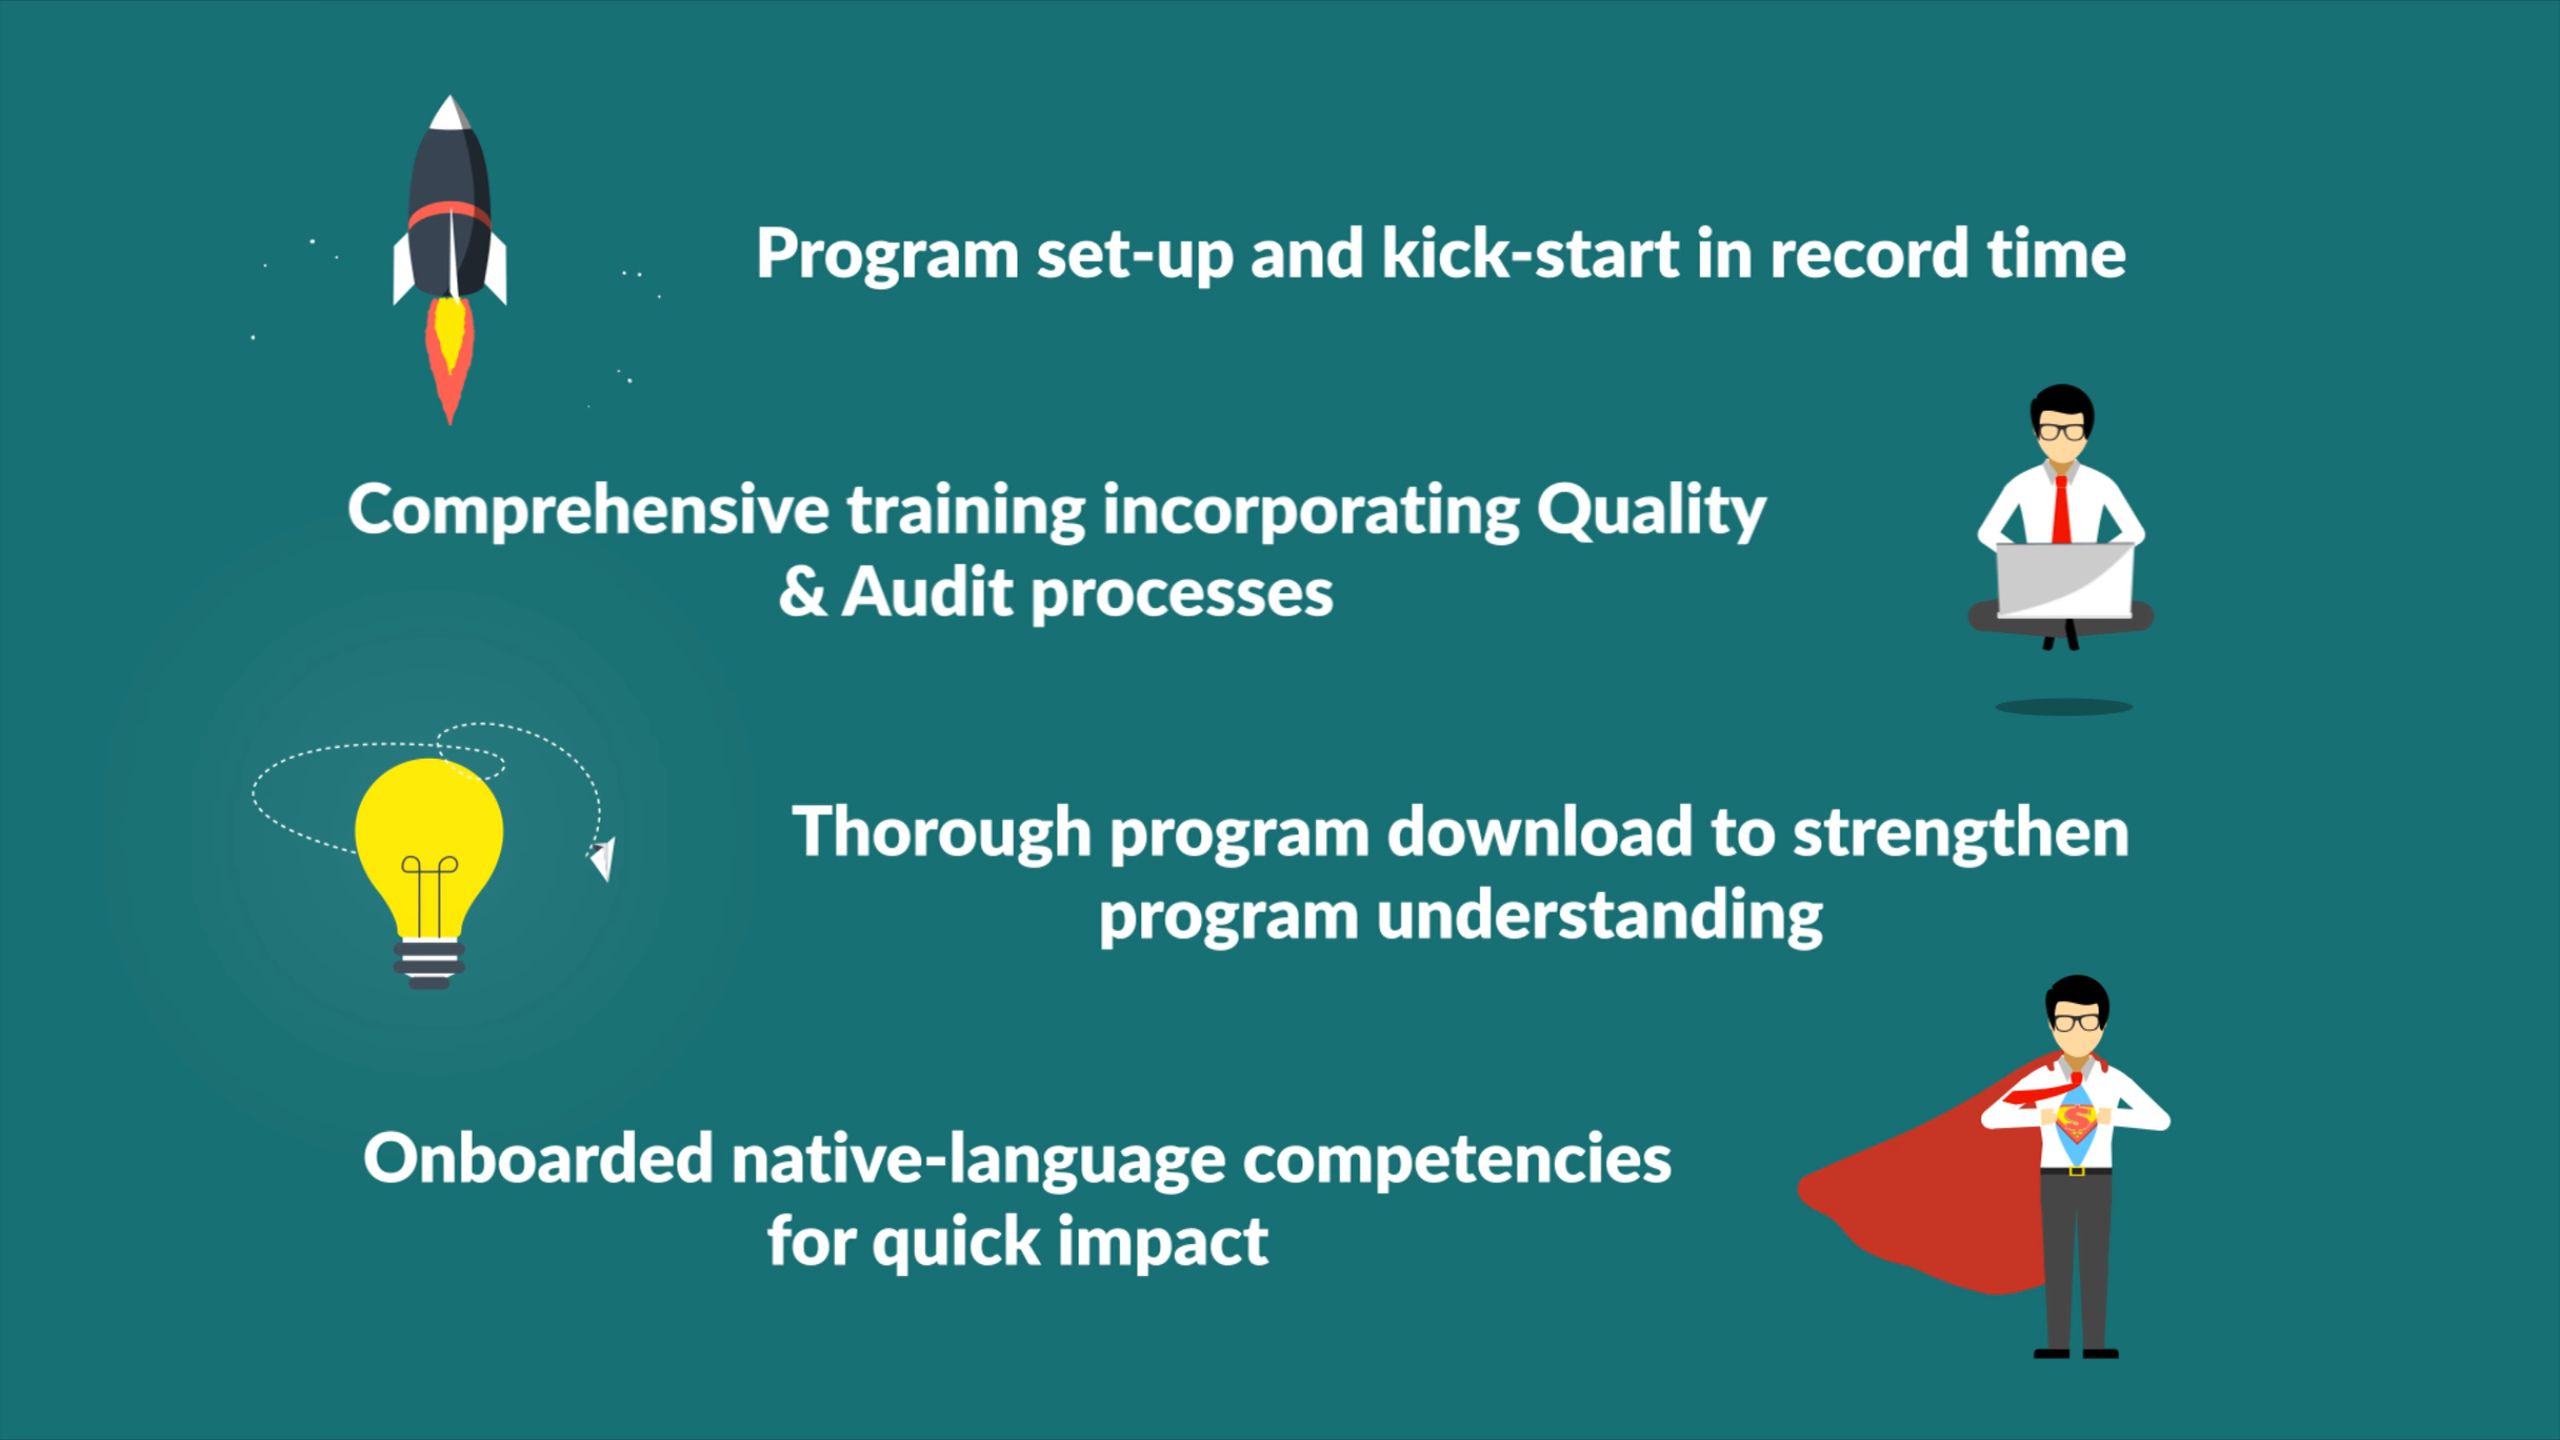 Program set-up and kick-start in record time
Comprehensive training incorporating Quality
& Audit processes
Thorough program download to strengthen
program understanding
Onboarded native-language competencies
for quick impact
S